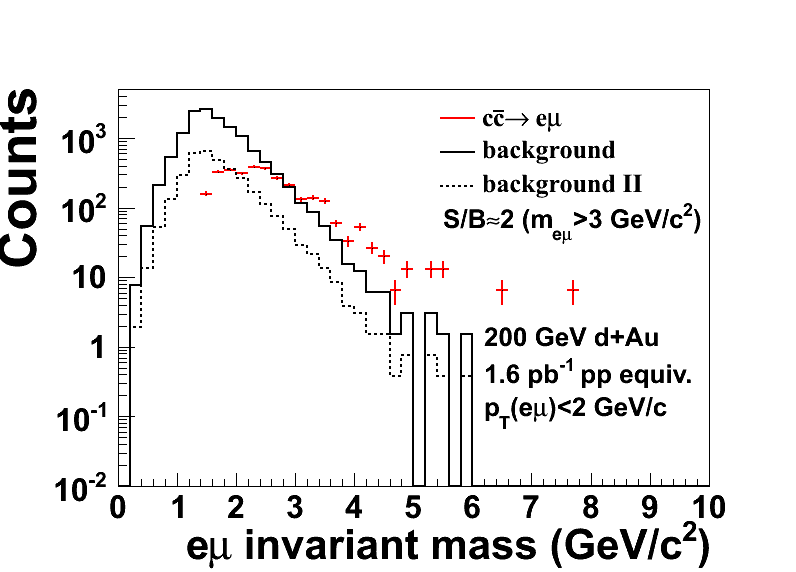 Counts
10³
10²
10
1
10⁻¹
10⁻²
cc̄→ eμ
background
background II
S/B≈2 (m_eμ>3 GeV/c²)
200 GeV d+Au
1.6 pb⁻¹ pp equiv.
p_T(eμ)<2 GeV/c
0 1 2 3 4 5 6 7 8 9 10
eμ invariant mass (GeV/c²)